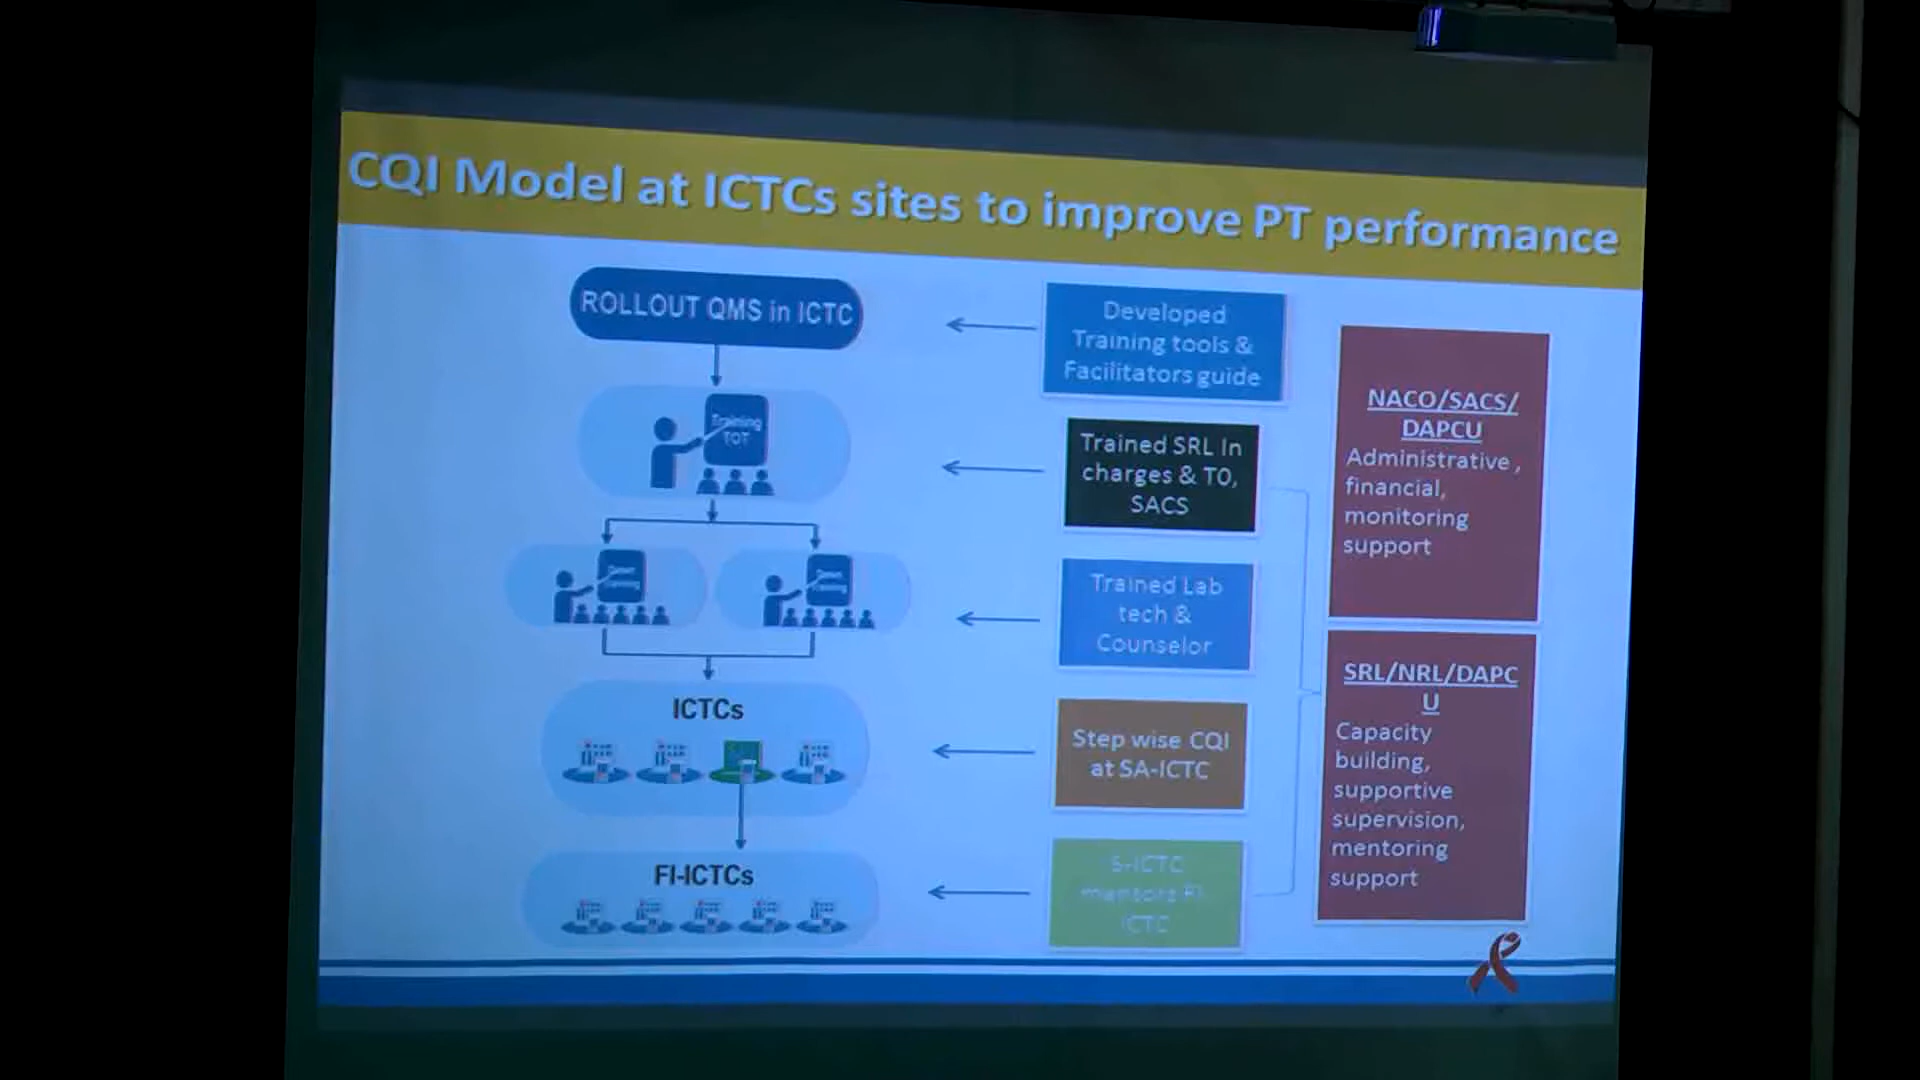 CQI Model at ICTCs sites to improve PT performance
ROLLOUT QMS in ICTC
Training
TOT
ICTCs
FI-ICTCs
Developed
Training tools &
Facilitators guide
Trained SRL In
charges & TO,
SACS
Trained Lab
tech &
Counselor
Step wise CQI
at SA-ICTC
S-ICTC
mentors FI-
ICTC
NACO/SACS/
DAPCU
Administrative ,
financial,
monitoring
support
SRL/NRL/DAPC
U
Capacity
building,
supportive
supervision,
mentoring
support